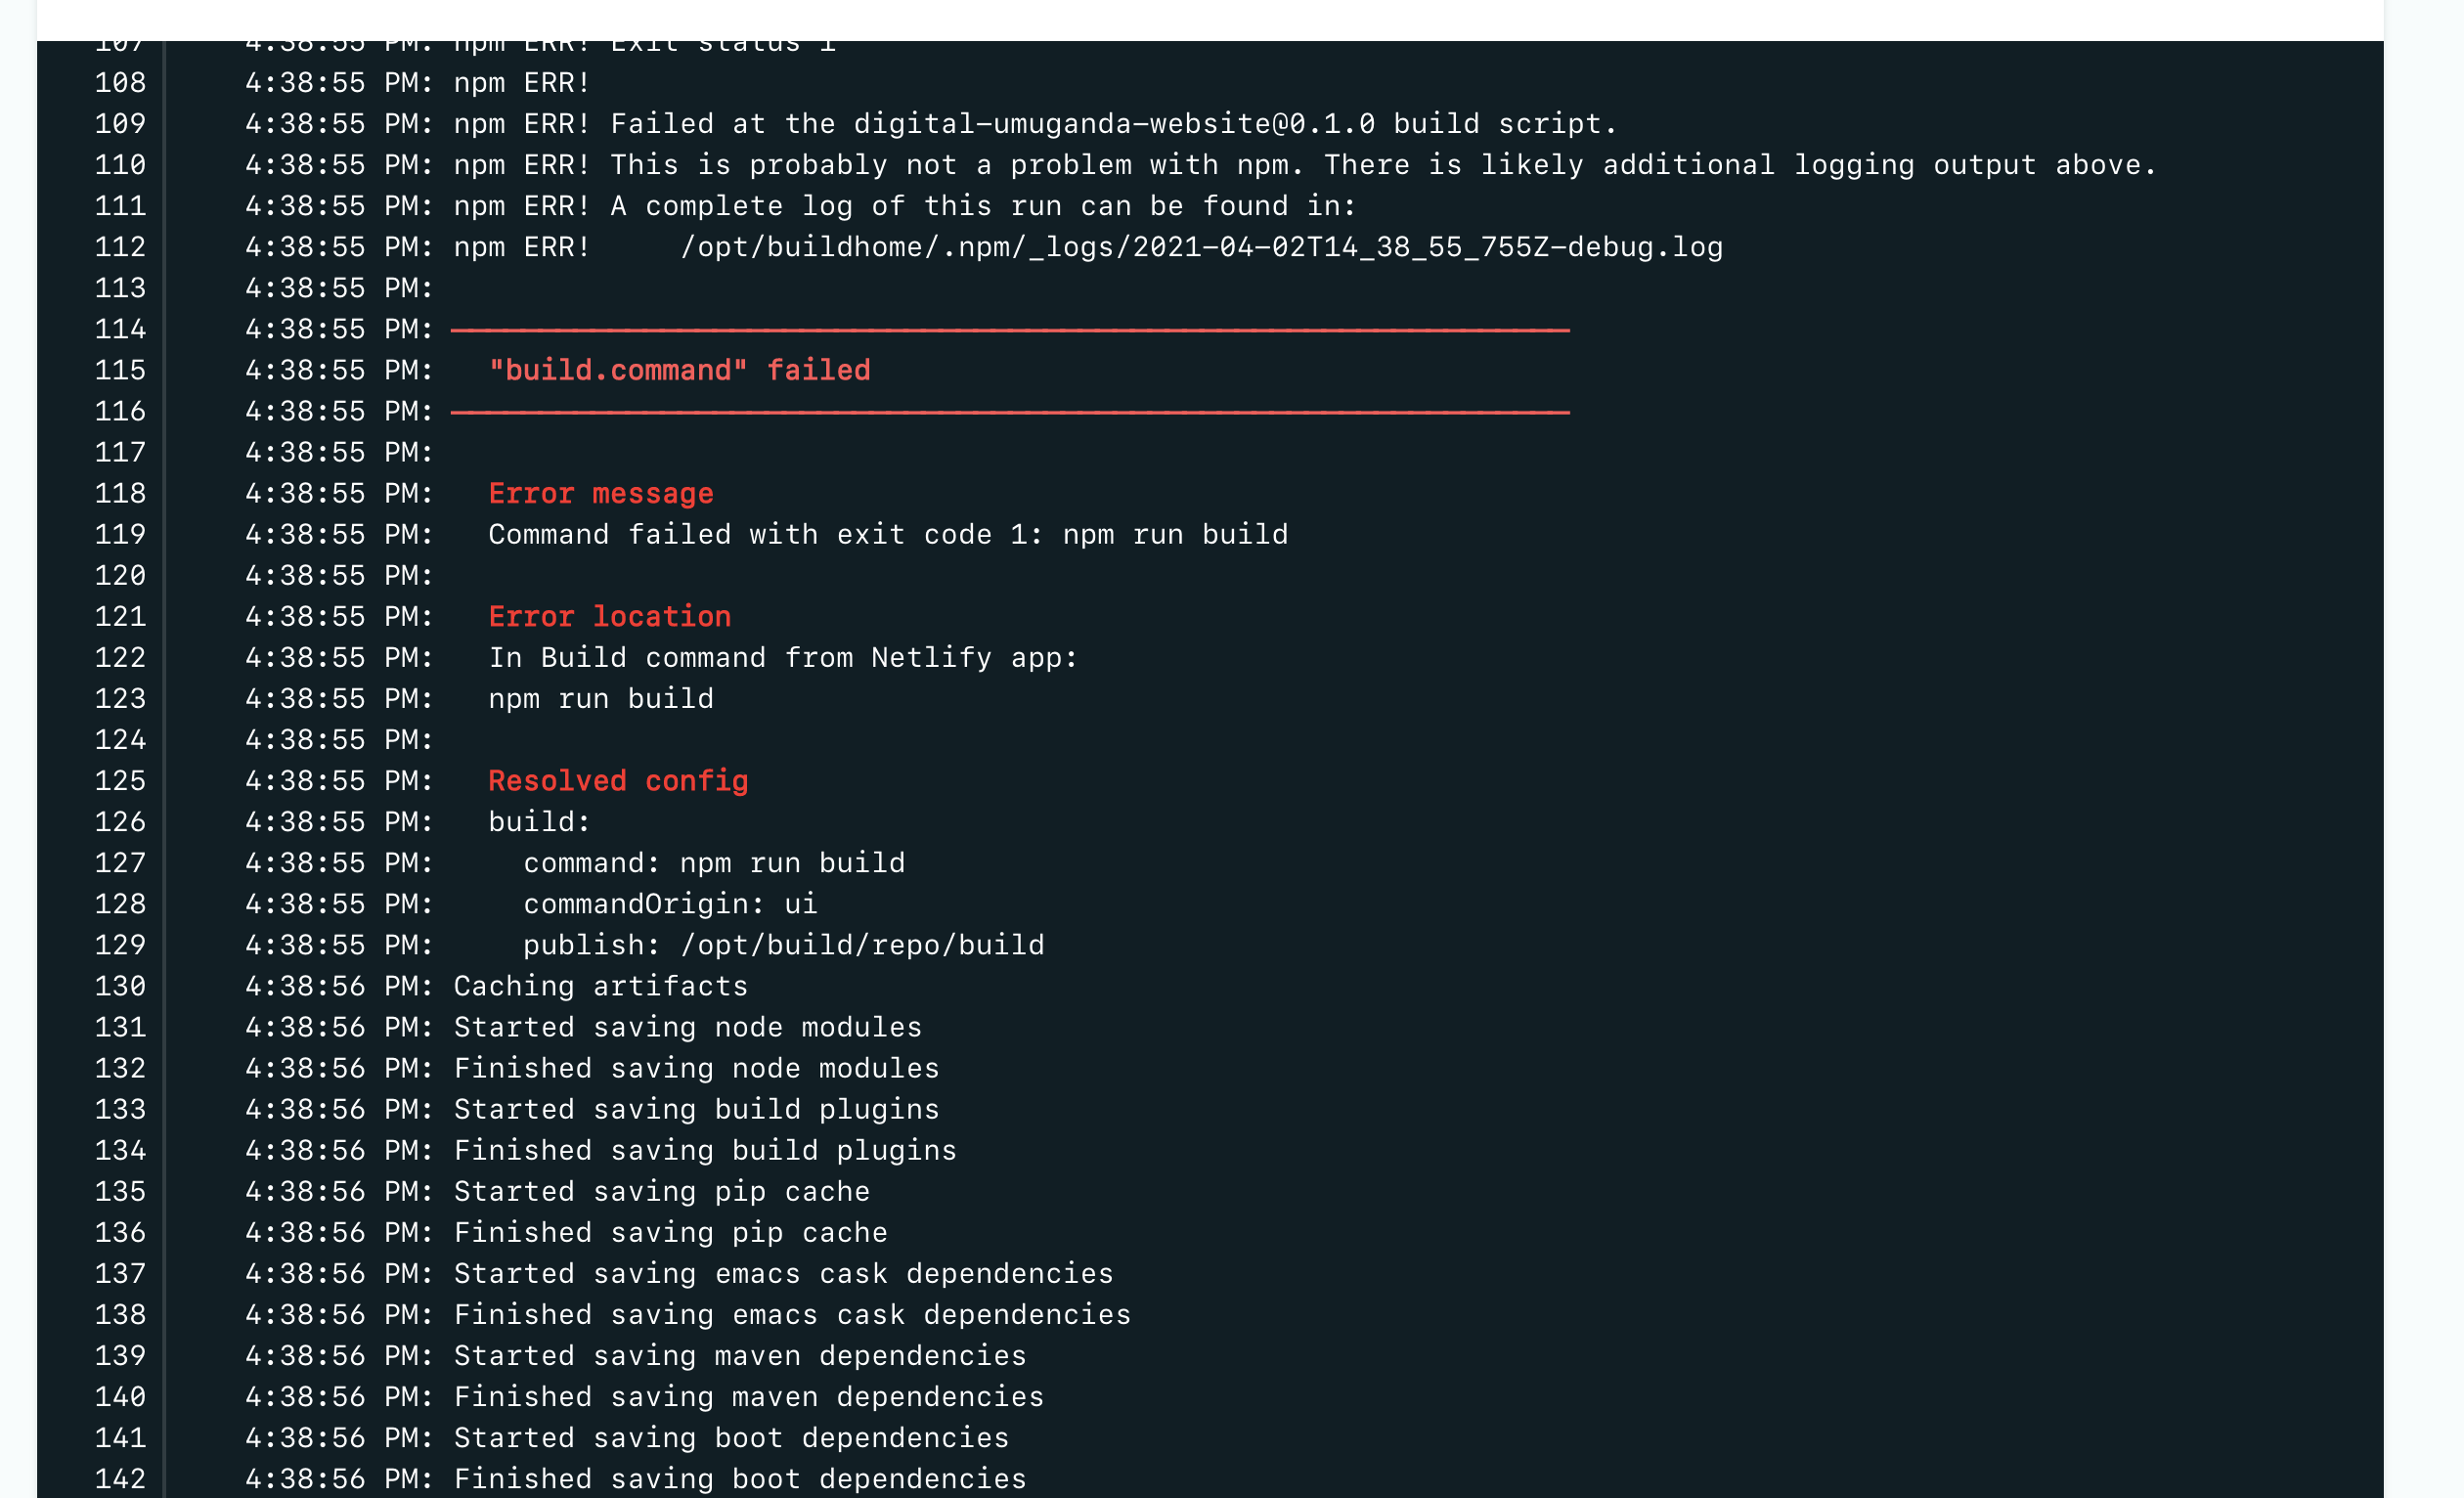 107 4:38:55 PM: npm ERR! Exit status 1
108 4:38:55 PM: npm ERR!
109 4:38:55 PM: npm ERR! Failed at the digital-umuganda-website@0.1.0 build script.
110 4:38:55 PM: npm ERR! This is probably not a problem with npm. There is likely additional logging output above.
111 4:38:55 PM: npm ERR! A complete log of this run can be found in:
112 4:38:55 PM: npm ERR!     /opt/buildhome/.npm/_logs/2021-04-02T14_38_55_755Z-debug.log
113 4:38:55 PM:
114 4:38:55 PM: ────────────────────────────────────────────────────────────────
115 4:38:55 PM:   "build.command" failed
116 4:38:55 PM: ────────────────────────────────────────────────────────────────
117 4:38:55 PM:
118 4:38:55 PM:   Error message
119 4:38:55 PM:   Command failed with exit code 1: npm run build
120 4:38:55 PM:
121 4:38:55 PM:   Error location
122 4:38:55 PM:   In Build command from Netlify app:
123 4:38:55 PM:   npm run build
124 4:38:55 PM:
125 4:38:55 PM:   Resolved config
126 4:38:55 PM:   build:
127 4:38:55 PM:     command: npm run build
128 4:38:55 PM:     commandOrigin: ui
129 4:38:55 PM:     publish: /opt/build/repo/build
130 4:38:56 PM: Caching artifacts
131 4:38:56 PM: Started saving node modules
132 4:38:56 PM: Finished saving node modules
133 4:38:56 PM: Started saving build plugins
134 4:38:56 PM: Finished saving build plugins
135 4:38:56 PM: Started saving pip cache
136 4:38:56 PM: Finished saving pip cache
137 4:38:56 PM: Started saving emacs cask dependencies
138 4:38:56 PM: Finished saving emacs cask dependencies
139 4:38:56 PM: Started saving maven dependencies
140 4:38:56 PM: Finished saving maven dependencies
141 4:38:56 PM: Started saving boot dependencies
142 4:38:56 PM: Finished saving boot dependencies